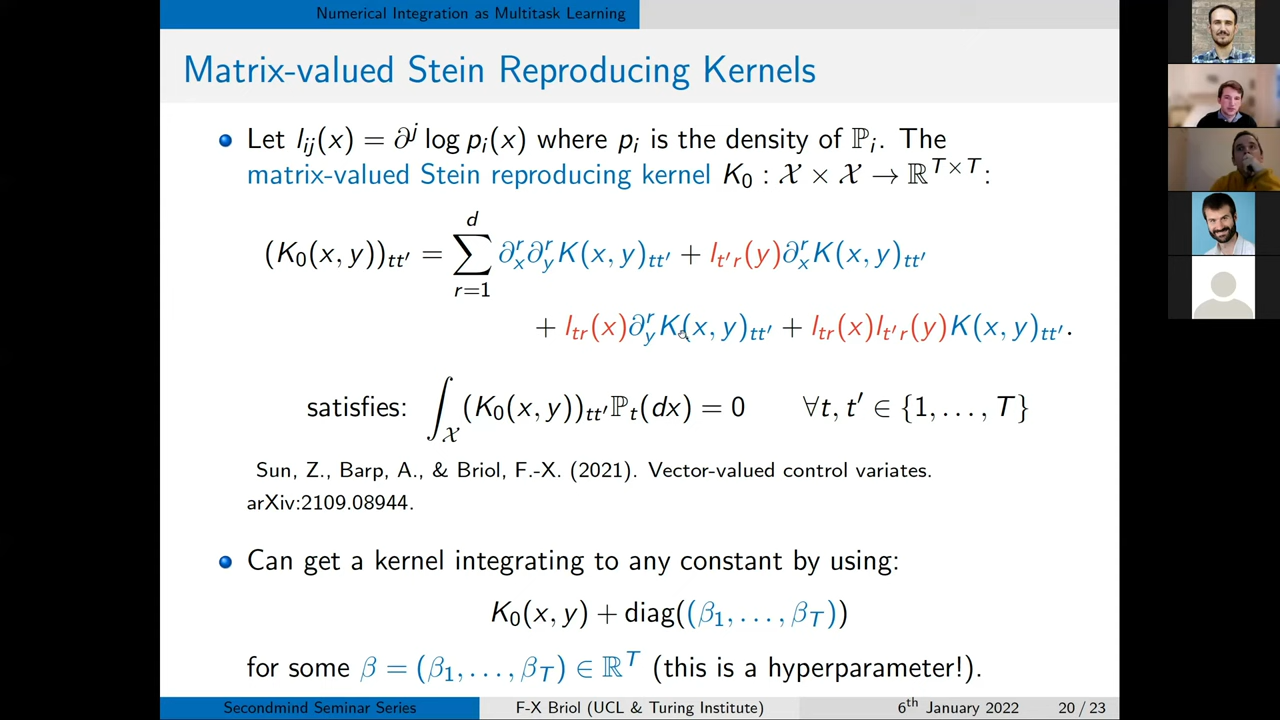 Numerical Integration as Multitask Learning
Matrix-valued Stein Reproducing Kernels
Let l_{ij}(x) = ∂^j log p_i(x) where p_i is the density of ℙ_i. The
matrix-valued Stein reproducing kernel K_0 : 𝒳 × 𝒳 → ℝ^{T×T}:
(K_0(x, y))_{tt′} = ∑_{r=1}^{d} ∂_x^r ∂_y^r K(x, y)_{tt′} + l_{t′r}(y)∂_x^r K(x, y)_{tt′}
+ l_{tr}(x)∂_y^r K(x, y)_{tt′} + l_{tr}(x)l_{t′r}(y)K(x, y)_{tt′}.
satisfies: ∫_𝒳 (K_0(x, y))_{tt′} ℙ_t(dx) = 0 ∀t, t′ ∈ {1, . . . , T}
Sun, Z., Barp, A., & Briol, F.-X. (2021). Vector-valued control variates.
arXiv:2109.08944.
Can get a kernel integrating to any constant by using:
K_0(x, y) + diag((β_1, . . . , β_T))
for some β = (β_1, . . . , β_T) ∈ ℝ^T (this is a hyperparameter!).
Secondmind Seminar Series F-X Briol (UCL & Turing Institute) 6th January 2022 20 / 23